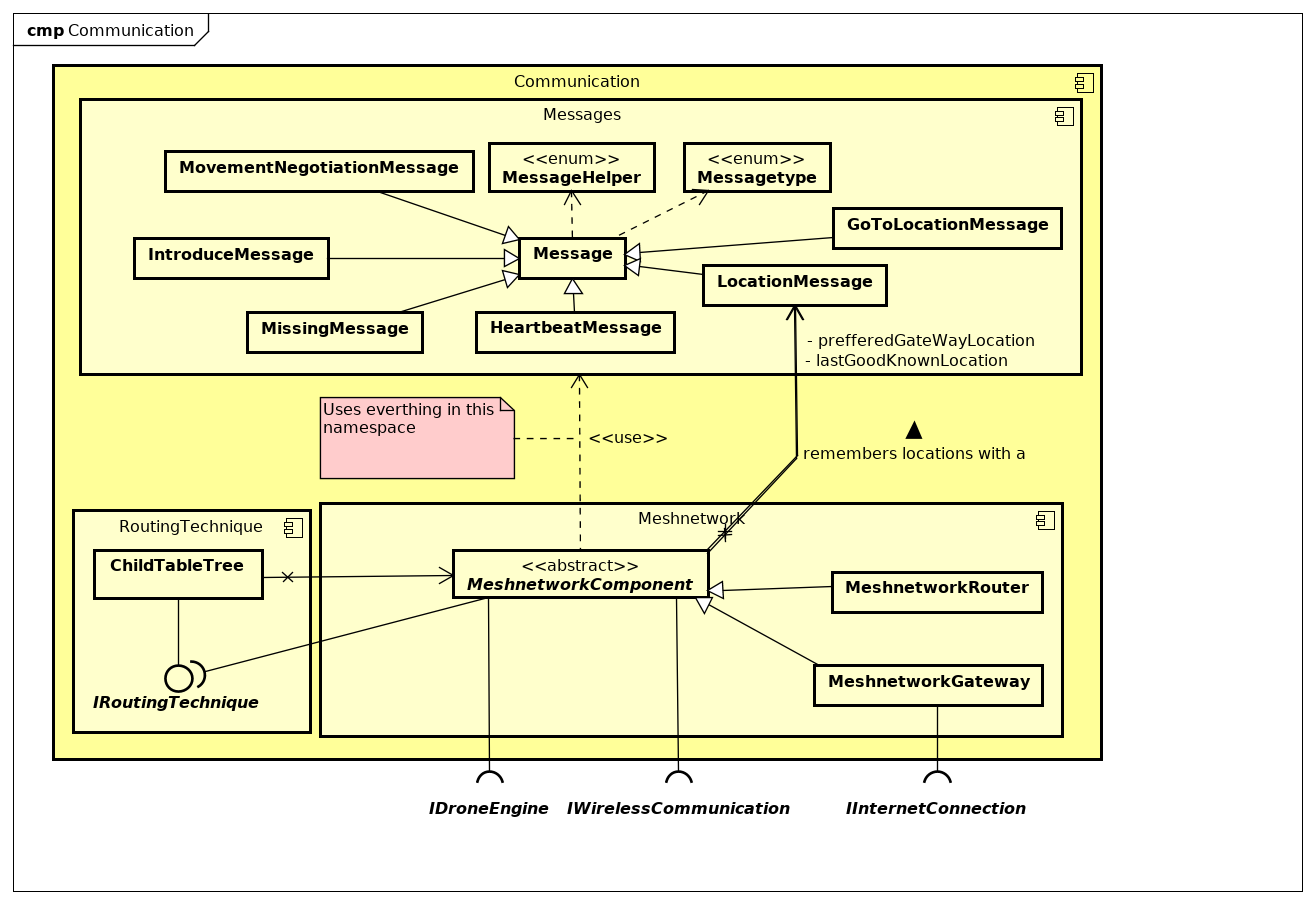 cmp Communication
Communication
Messages
<<enum>>
MessageHelper
<<enum>>
Messagetype
MovementNegotiationMessage
GoToLocationMessage
IntroduceMessage
Message
LocationMessage
MissingMessage
HeartbeatMessage
- prefferedGateWayLocation
- lastGoodKnownLocation
Uses everthing in this
namespace
<<use>>
remembers locations with a
RoutingTechnique
Meshnetwork
ChildTableTree
<<abstract>>
MeshnetworkComponent
MeshnetworkRouter
MeshnetworkGateway
IRoutingTechnique
IDroneEngine
IWirelessCommunication
IInternetConnection